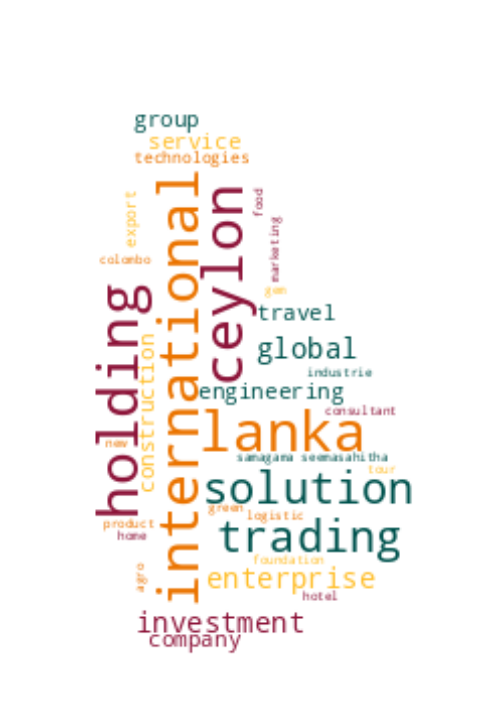 group
service
technologies
international
ceylon
export
food
marketing
colombo
gem
holding
travel
construction
global
industrie
engineering
consultant
lanka
new
samagama seemasahitha
tour
solution
green
logistic
product
trading
home
foundation
agro
enterprise
hotel
investment
company